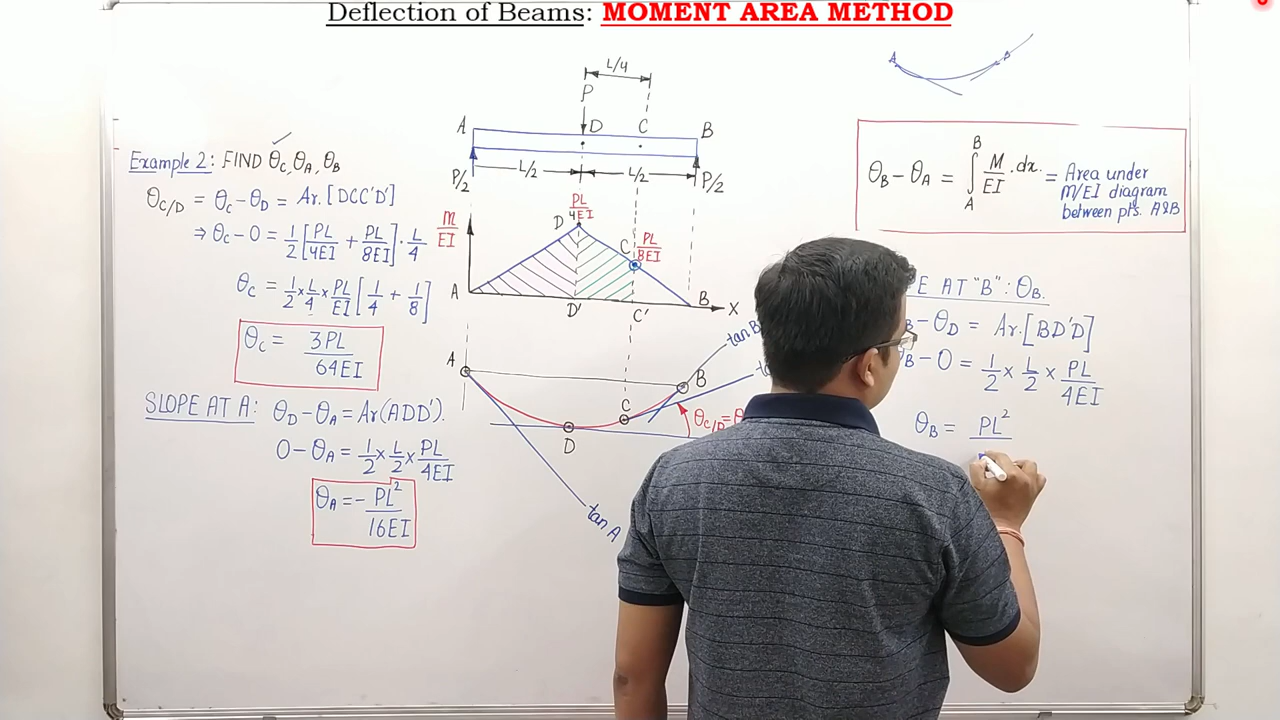 Deflection of Beams: MOMENT AREA METHOD
Example 2: FIND θC, θA, θB
θC/D = θC - θD = Ar. [DCC'D']
⇒ θC - 0 = 1/2 [PL/4EI + PL/8EI] · L/4
θC = 1/2 × L/4 × PL/EI [1/4 + 1/8]
θC = 3PL/64EI
SLOPE AT A: θD - θA = Ar(ADD').
0 - θA = 1/2 × L/2 × PL/4EI
θA = - PL²/16EI
L/4
P
A D C B
L/2 L/2
P/2 P/2
M/EI
PL/4EI
D
C PL/8EI
A D' C' B X
A B
C
D
tan A
tan B
θC/D = θ
A B
θB - θA = ∫ A B M/EI · dx. = Area under
M/EI diagram
between pts. A&B
PE AT "B": θB.
θB - θD = Ar. [BD'D]
θB - 0 = 1/2 × L/2 × PL/4EI
θB = PL²